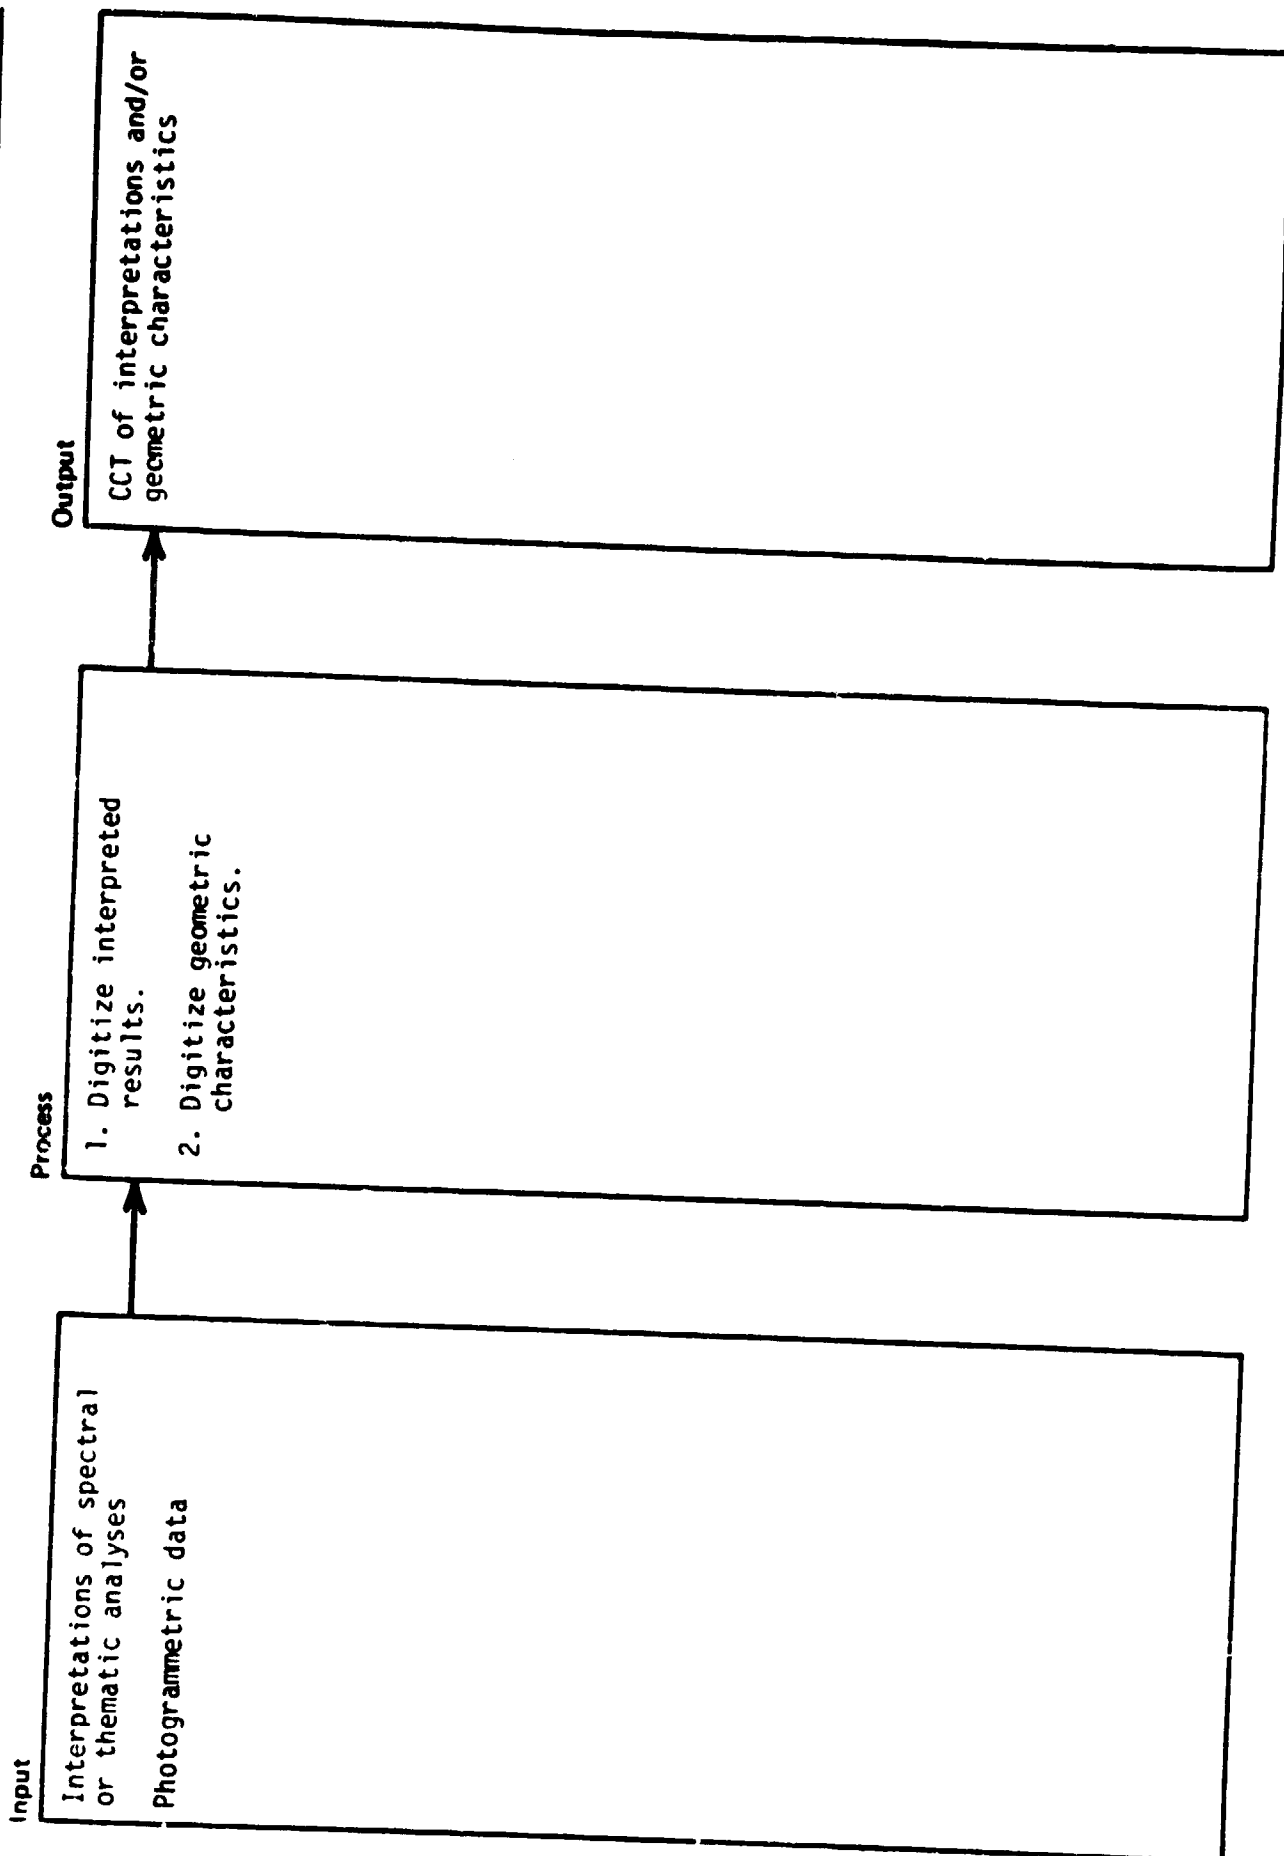 Input
Interpretations of spectral
or thematic analyses
Photogrammetric data
Process
1. Digitize interpreted
results.
2. Digitize geometric
characteristics.
Output
CCT of interpretations and/or
geometric characteristics